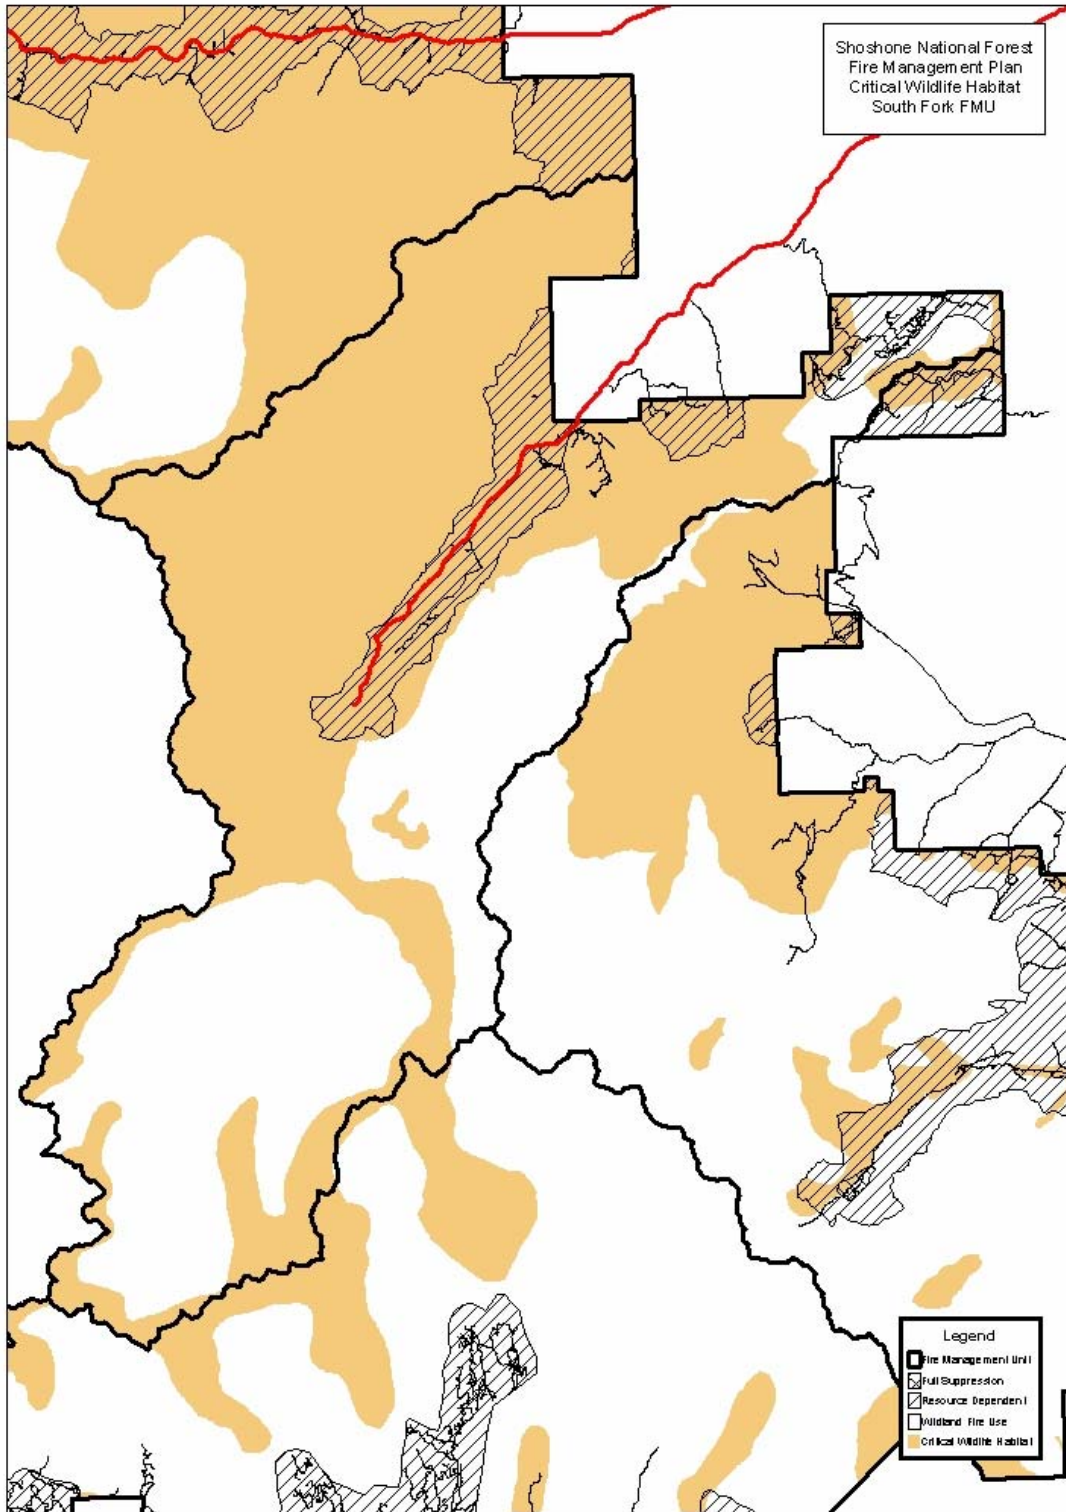 Shoshone National Forest
Fire Management Plan
Critical Wildlife Habitat
South Fork FMU
Legend
Fire Management Unit
Full Suppression
Resource Dependent
Wildland Fire Use
Critical Wildlife Habitat